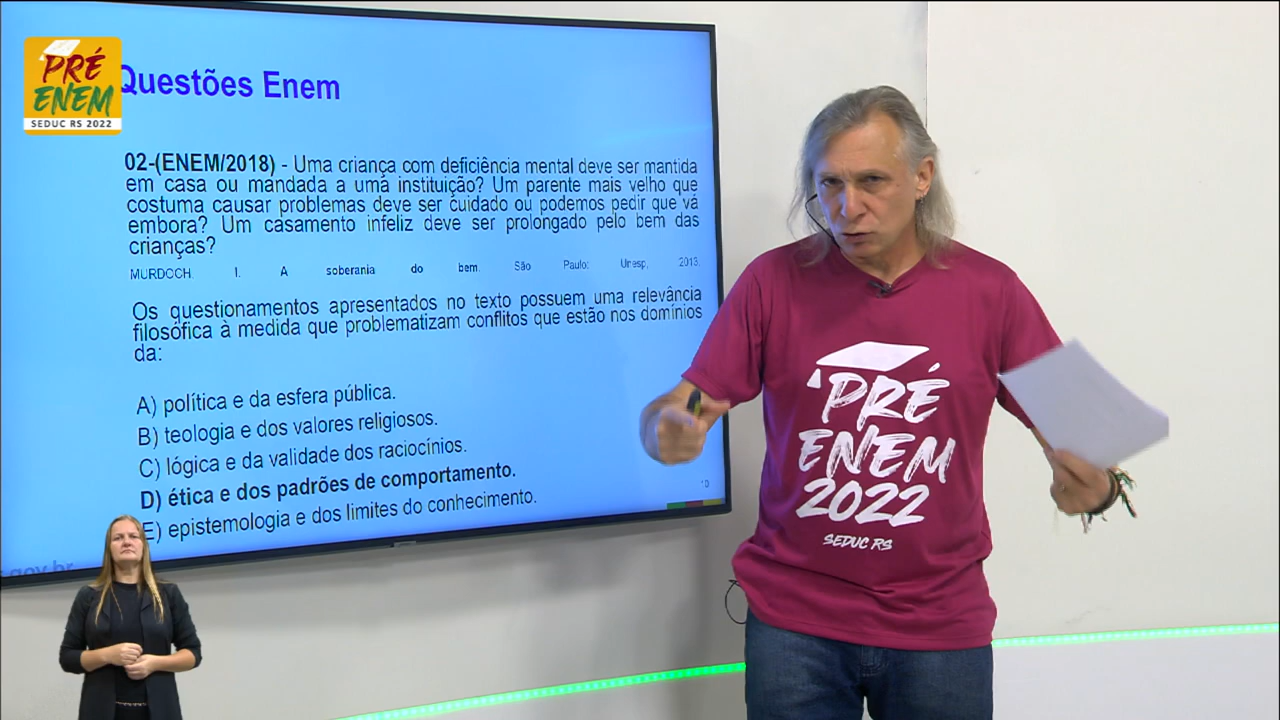 PRÉ
ENEM
SEDUC RS 2022
Questões Enem
02-(ENEM/2018) - Uma criança com deficiência mental deve ser mantida
em casa ou mandada a uma instituição? Um parente mais velho que
costuma causar problemas deve ser cuidado ou podemos pedir que vá
embora? Um casamento infeliz deve ser prolongado pelo bem das
crianças?
MURDOCH. I. A soberania do bem. São Paulo: Unesp, 2013.
Os questionamentos apresentados no texto possuem uma relevância
filosófica à medida que problematizam conflitos que estão nos domínios
da:
A) política e da esfera pública.
B) teologia e dos valores religiosos.
C) lógica e da validade dos raciocínios.
D) ética e dos padrões de comportamento.
E) epistemologia e dos limites do conhecimento.
10
.gov.br
PRÉ
ENEM
2022
SEDUC RS